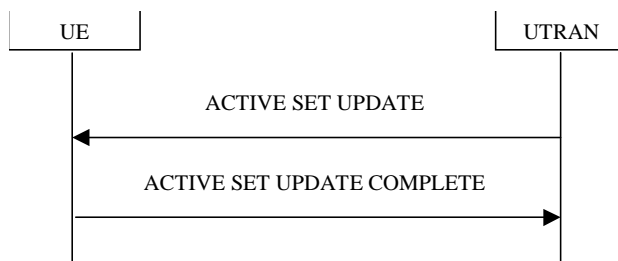 UE
UTRAN
ACTIVE SET UPDATE
ACTIVE SET UPDATE COMPLETE